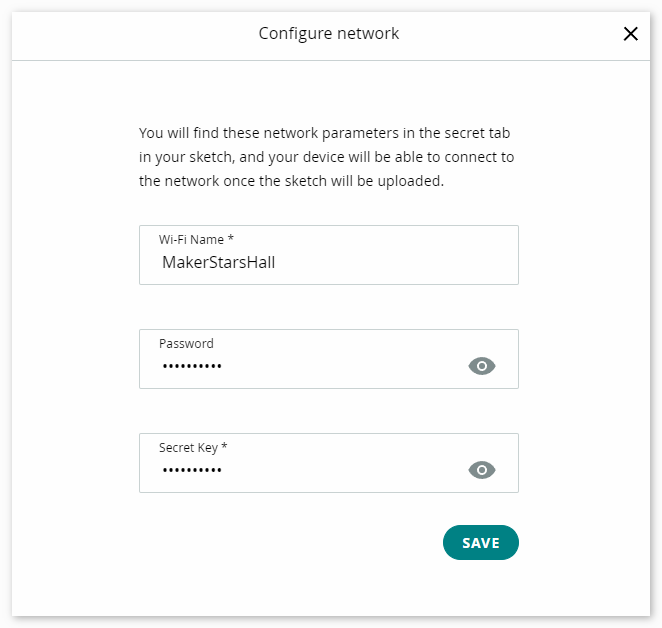 Configure network
You will find these network parameters in the secret tab
in your sketch, and your device will be able to connect to
the network once the sketch will be uploaded.
Wi-Fi Name *
MakerStarsHall
Password
••••••••••
Secret Key *
••••••••••
SAVE